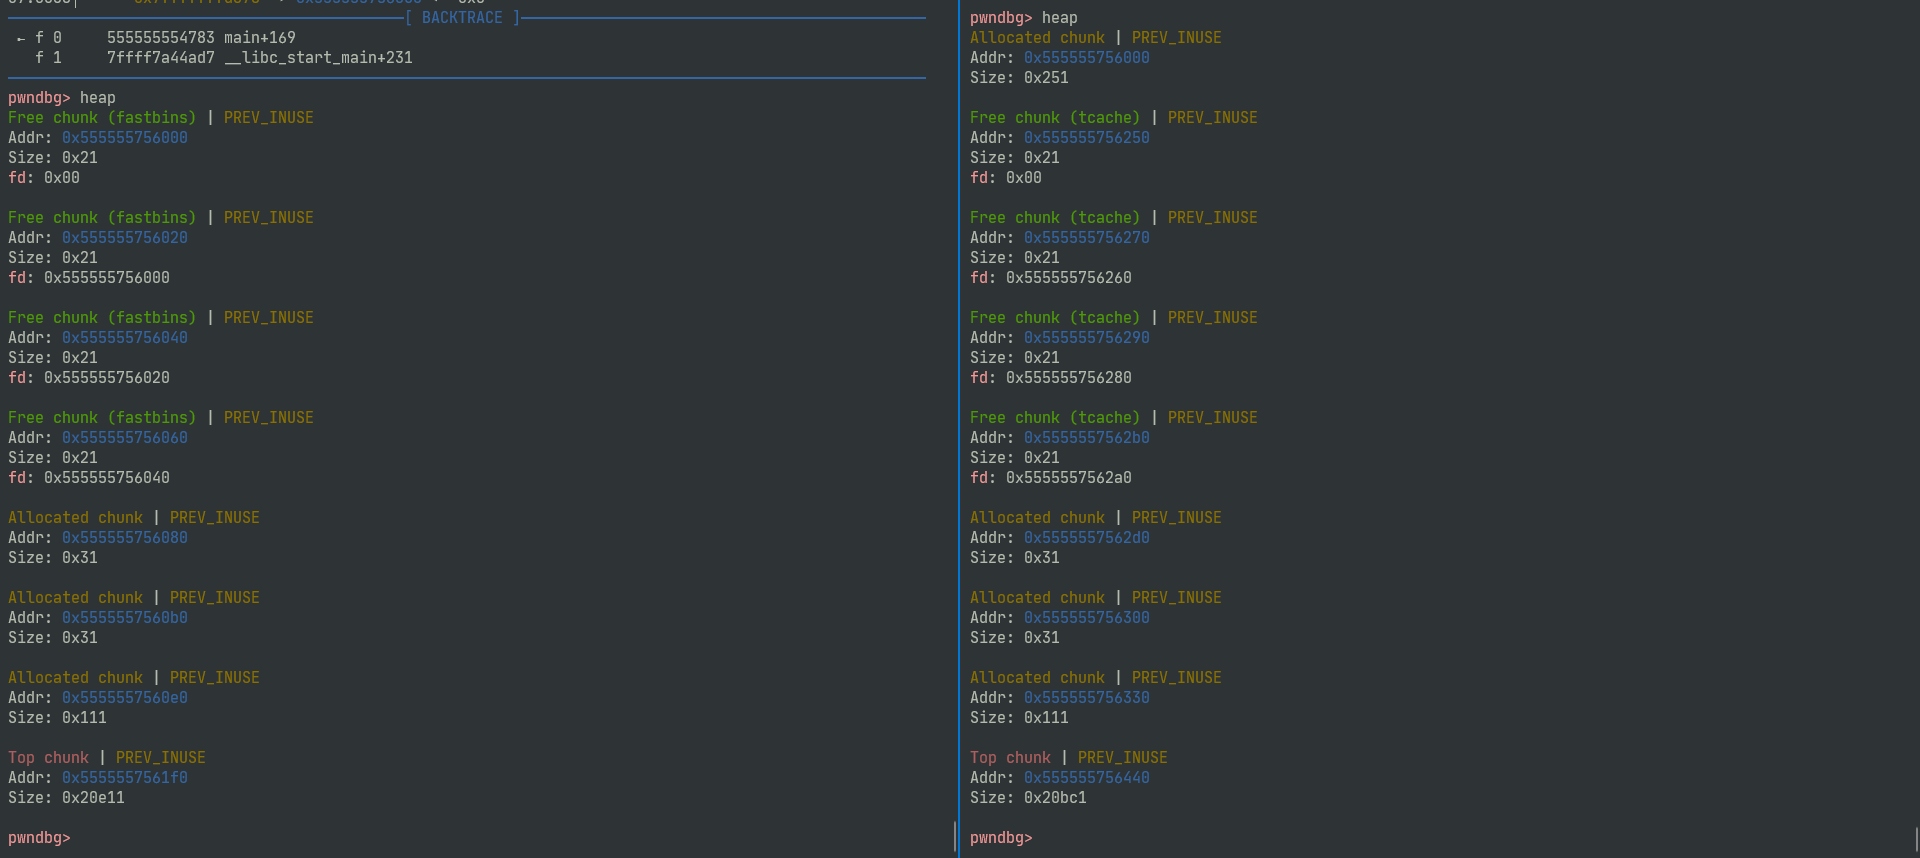 [ BACKTRACE ]
← f 0     555555554783 main+169
f 1     7ffff7a44ad7 __libc_start_main+231
pwndbg> heap
Free chunk (fastbins) | PREV_INUSE
Addr: 0x555555756000
Size: 0x21
fd: 0x00
Free chunk (fastbins) | PREV_INUSE
Addr: 0x555555756020
Size: 0x21
fd: 0x555555756000
Free chunk (fastbins) | PREV_INUSE
Addr: 0x555555756040
Size: 0x21
fd: 0x555555756020
Free chunk (fastbins) | PREV_INUSE
Addr: 0x555555756060
Size: 0x21
fd: 0x555555756040
Allocated chunk | PREV_INUSE
Addr: 0x555555756080
Size: 0x31
Allocated chunk | PREV_INUSE
Addr: 0x5555557560b0
Size: 0x31
Allocated chunk | PREV_INUSE
Addr: 0x5555557560e0
Size: 0x111
Top chunk | PREV_INUSE
Addr: 0x5555557561f0
Size: 0x20e11
pwndbg>
pwndbg> heap
Allocated chunk | PREV_INUSE
Addr: 0x555555756000
Size: 0x251
Free chunk (tcache) | PREV_INUSE
Addr: 0x555555756250
Size: 0x21
fd: 0x00
Free chunk (tcache) | PREV_INUSE
Addr: 0x555555756270
Size: 0x21
fd: 0x555555756260
Free chunk (tcache) | PREV_INUSE
Addr: 0x555555756290
Size: 0x21
fd: 0x555555756280
Free chunk (tcache) | PREV_INUSE
Addr: 0x5555557562b0
Size: 0x21
fd: 0x5555557562a0
Allocated chunk | PREV_INUSE
Addr: 0x5555557562d0
Size: 0x31
Allocated chunk | PREV_INUSE
Addr: 0x555555756300
Size: 0x31
Allocated chunk | PREV_INUSE
Addr: 0x555555756330
Size: 0x111
Top chunk | PREV_INUSE
Addr: 0x555555756440
Size: 0x20bc1
pwndbg>